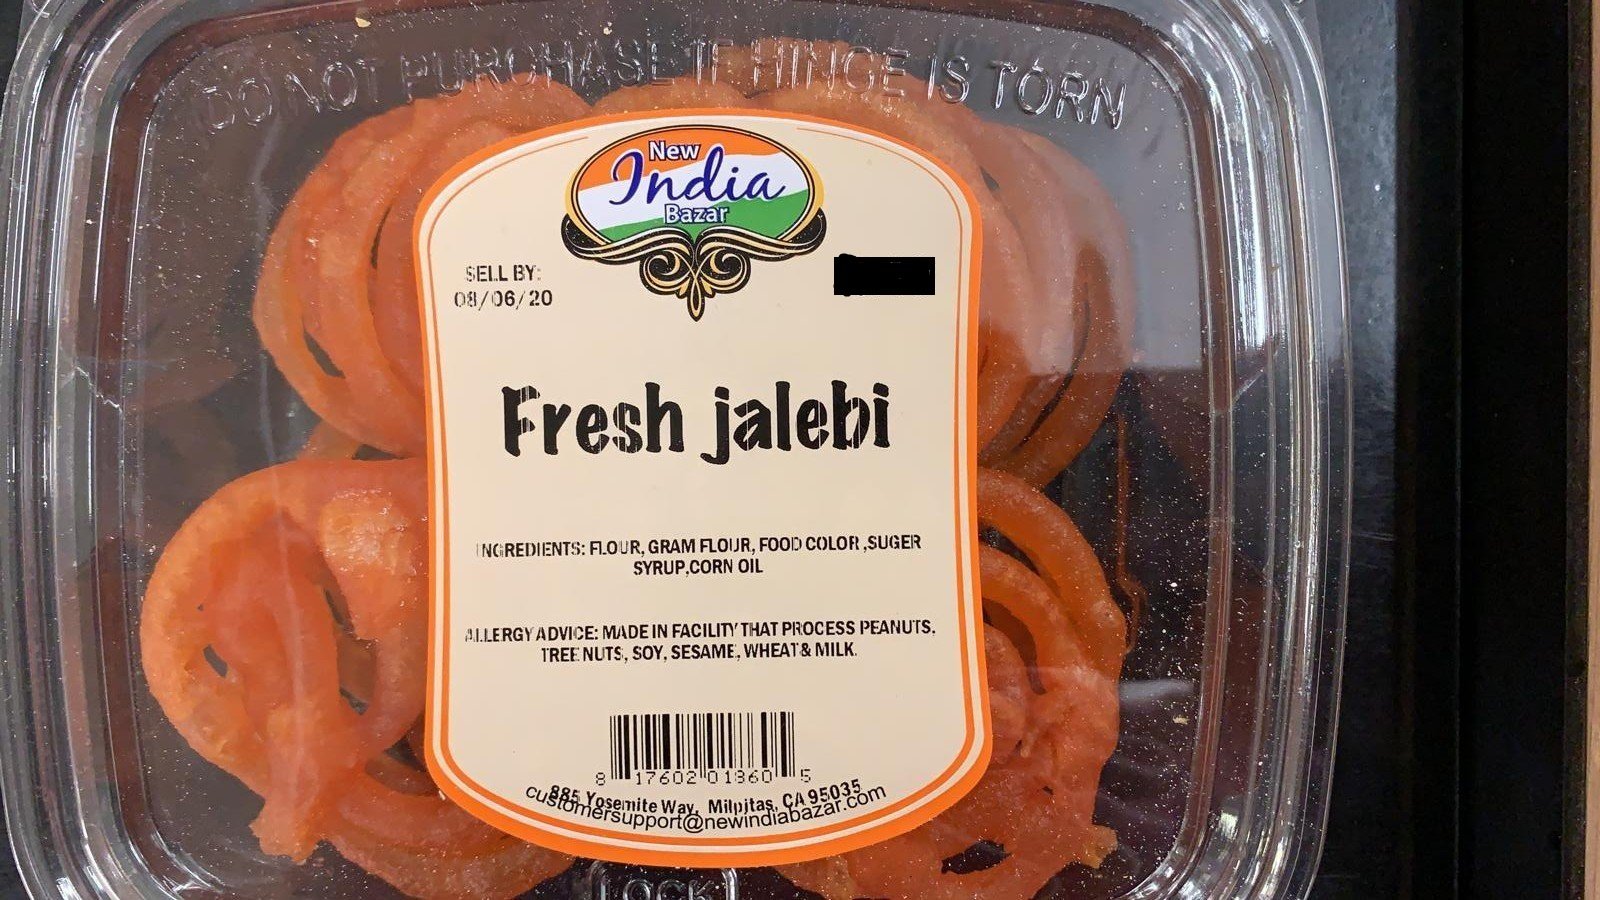 DO NOT PURCHASE IF HINGE IS TORN
New
India
Bazar
SELL BY:
08/06/20
Fresh jalebi
INGREDIENTS: FLOUR, GRAM FLOUR, FOOD COLOR ,SUGER
SYRUP,CORN OIL
ALLERGY ADVICE: MADE IN FACILITY THAT PROCESS PEANUTS.
TREE NUTS, SOY, SESAME, WHEAT & MILK.
8 17602 01860 5
885 Yosemite Way, Milpitas, CA 95035
customersupport@newindiabazar.com
LOCK